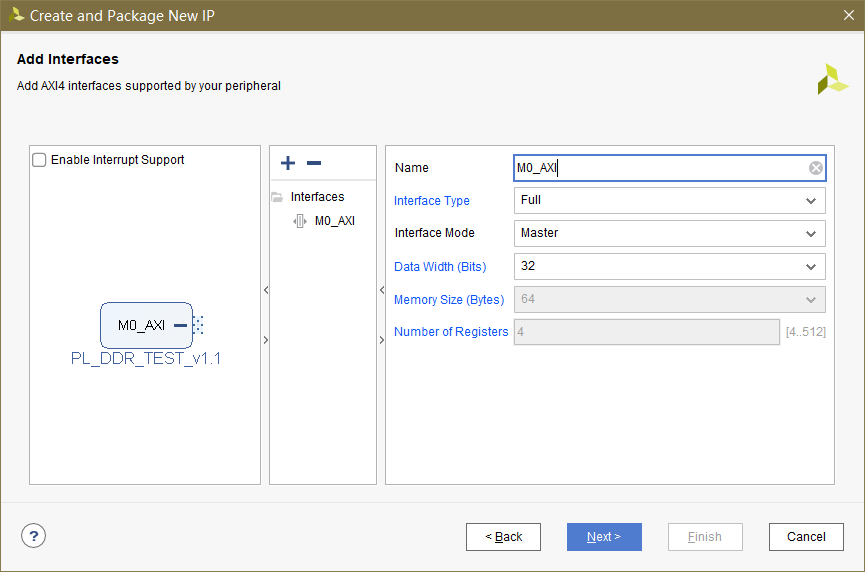 Create and Package New IP
Add Interfaces
Add AXI4 interfaces supported by your peripheral
Enable Interrupt Support
M0_AXI
PL_DDR_TEST_v1.1
Interfaces
M0_AXI
Name M0_AXI
Interface Type Full
Interface Mode Master
Data Width (Bits) 32
Memory Size (Bytes) 64
Number of Registers 4 [4..512]
? < Back Next > Finish Cancel